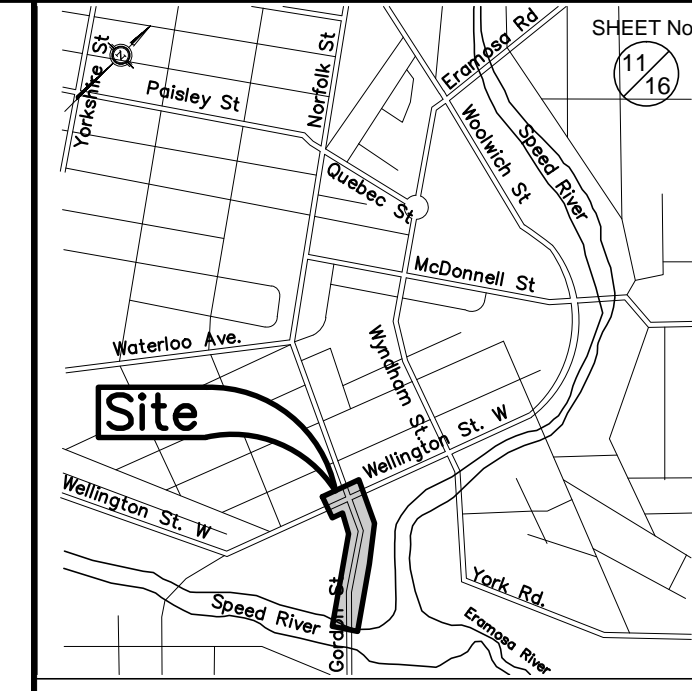 SHEET No
11
16
Yorkshire St
N
Paisley St
Norfolk St
Eramosa Rd
Woolwich St
Speed River
Quebec St
McDonnell St
Waterloo Ave.
Wyndham St.
Site
Wellington St. W
Wellington St. W
Gordon St
Speed River
York Rd.
Eramosa River